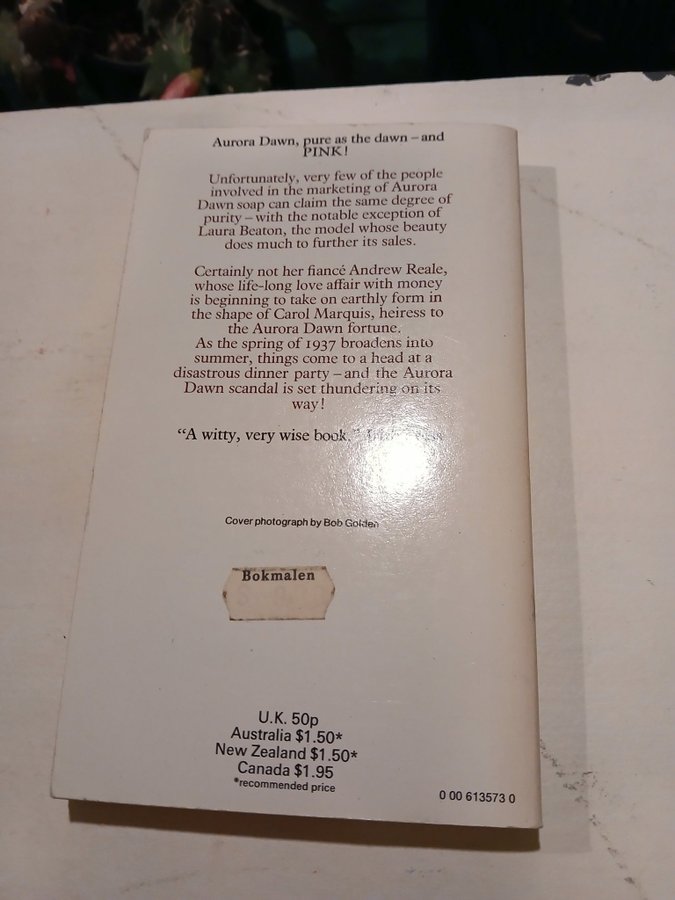 Aurora Dawn, pure as the dawn – and
PINK!
Unfortunately, very few of the people
involved in the marketing of Aurora
Dawn soap can claim the same degree of
purity – with the notable exception of
Laura Beaton, the model whose beauty
does much to further its sales.
Certainly not her fiancé Andrew Reale,
whose life-long love affair with money
is beginning to take on earthly form in
the shape of Carol Marquis, heiress to
the Aurora Dawn fortune.
As the spring of 1937 broadens into
summer, things come to a head at a
disastrous dinner party – and the Aurora
Dawn scandal is set thundering on its
way!
“A witty, very wise book.”
Cover photograph by Bob Golden
Bokmalen
U.K. 50p
Australia $1.50*
New Zealand $1.50*
Canada $1.95
*recommended price
0 00 613573 0